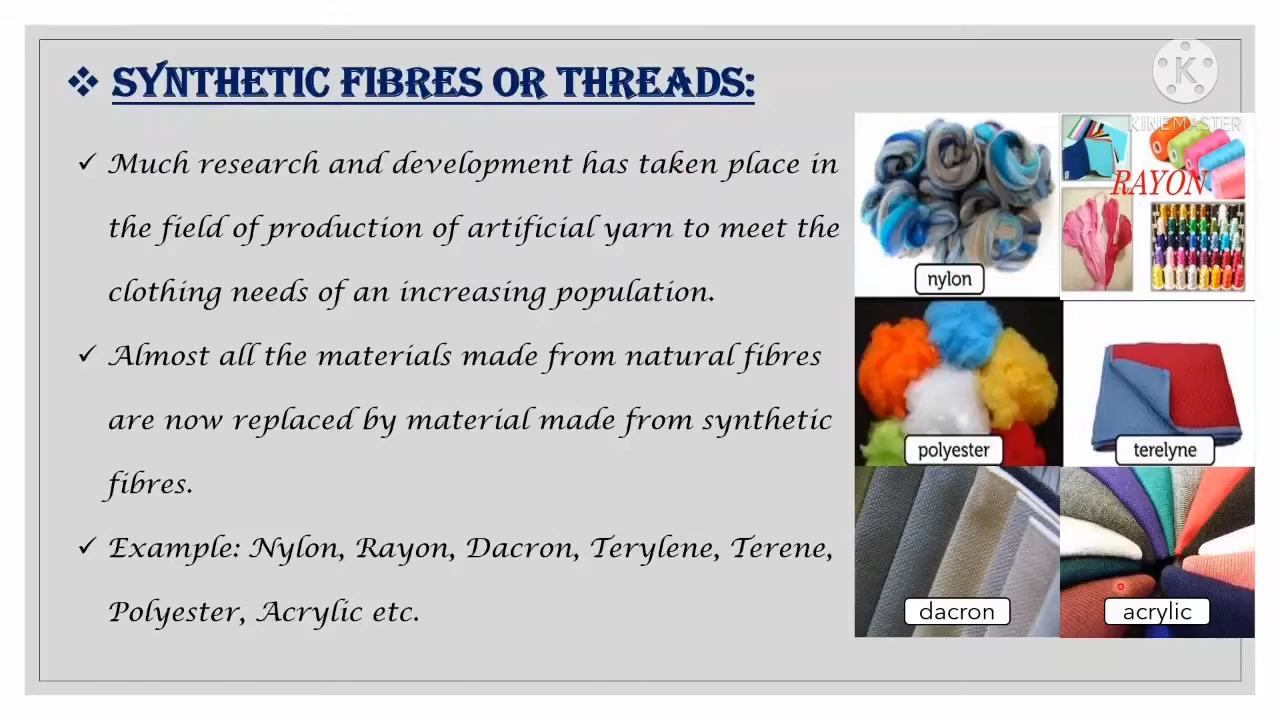 ❖ SYNTHETIC FIBRES OR THREADS:
✓ Much research and development has taken place in
the field of production of artificial yarn to meet the
clothing needs of an increasing population.
✓ Almost all the materials made from natural fibres
are now replaced by material made from synthetic
fibres.
✓ Example: Nylon, Rayon, Dacron, Terylene, Terene,
Polyester, Acrylic etc.
K
KINEMASTER
RAYON
nylon
polyester
terelyne
dacron
acrylic